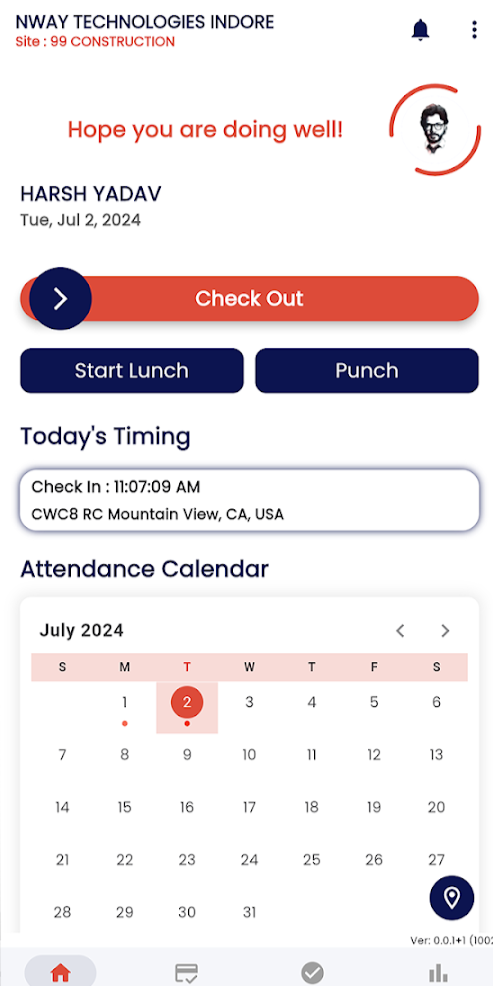 NWAY TECHNOLOGIES INDORE
Site : 99 CONSTRUCTION
Hope you are doing well!
HARSH YADAV
Tue, Jul 2, 2024
Check Out
Start Lunch
Punch
Today's Timing
Check In : 11:07:09 AM
CWC8 RC Mountain View, CA, USA
Attendance Calendar
July 2024
S M T W T F S
1 2 3 4 5 6
7 8 9 10 11 12 13
14 15 16 17 18 19 20
21 22 23 24 25 26 27
28 29 30 31
Ver: 0.0.1+1 (1002